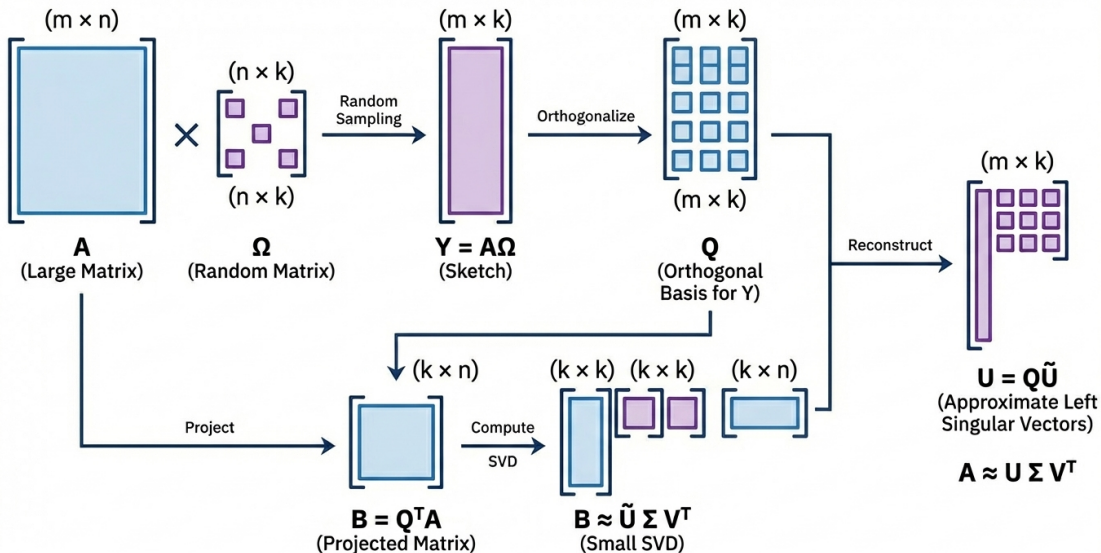 (m × n)
(n × k)
×
(n × k)
A
(Large Matrix)
Ω
(Random Matrix)
Random
Sampling
(m × k)
Y = AΩ
(Sketch)
Orthogonalize
(m × k)
(m × k)
Q
(Orthogonal
Basis for Y)
Project
(k × n)
B = QᵀA
(Projected Matrix)
Compute
SVD
(k × k) (k × k) (k × n)
B ≈ Ũ Σ Vᵀ
(Small SVD)
Reconstruct
(m × k)
U = QŨ
(Approximate Left
Singular Vectors)
A ≈ U Σ Vᵀ